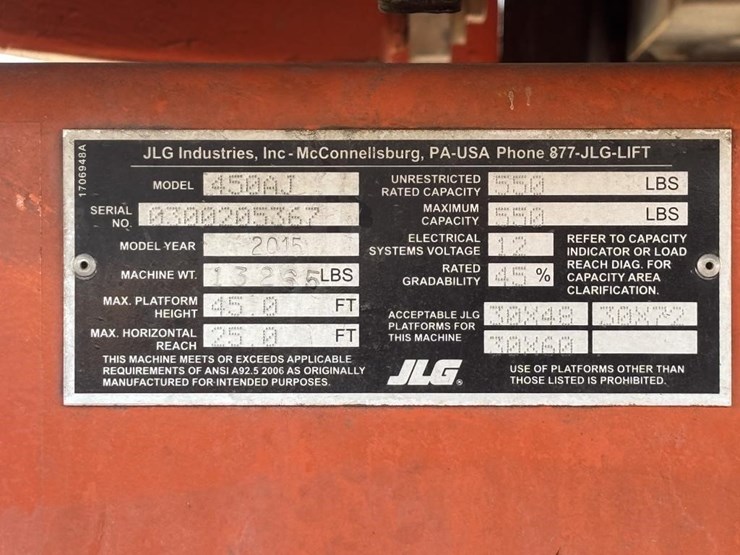 1706948A
JLG Industries, Inc - McConnellsburg, PA-USA Phone 877-JLG-LIFT
MODEL 450AJ
SERIAL NO. 0300205367
MODEL YEAR 2015
MACHINE WT. LBS
MAX. PLATFORM HEIGHT 45.0 FT
MAX. HORIZONTAL REACH 25.0 FT
THIS MACHINE MEETS OR EXCEEDS APPLICABLE
REQUIREMENTS OF ANSI A92.5 2006 AS ORIGINALLY
MANUFACTURED FOR INTENDED PURPOSES.
UNRESTRICTED RATED CAPACITY 550 LBS
MAXIMUM CAPACITY 550 LBS
ELECTRICAL SYSTEMS VOLTAGE 12
RATED GRADABILITY 45 %
REFER TO CAPACITY
INDICATOR OR LOAD
REACH DIAG. FOR
CAPACITY AREA
CLARIFICATION.
ACCEPTABLE JLG
PLATFORMS FOR
THIS MACHINE
30X48 30X72
30X60
JLG®
USE OF PLATFORMS OTHER THAN
THOSE LISTED IS PROHIBITED.